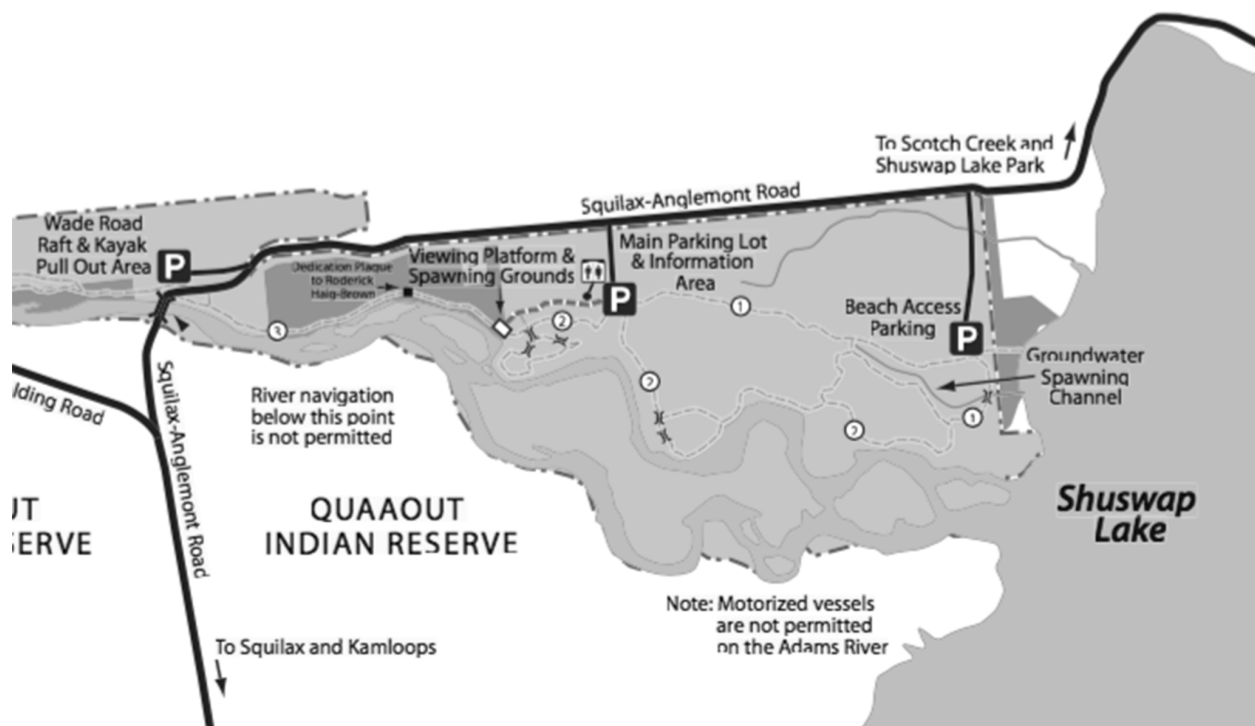 To Scotch Creek and
Shuswap Lake Park
Squilax-Anglemont Road
Wade Road
Raft & Kayak
Pull Out Area
P
Dedication Plaque
to Roderick
Haig-Brown
Viewing Platform &
Spawning Grounds
Main Parking Lot
& Information
Area
P
1
Beach Access
Parking
P
2
3
Groundwater
Spawning
Channel
2
1
2
River navigation
below this point
is not permitted
lding Road
Squilax-Anglemont Road
UT
SERVE
QUAAOUT
INDIAN RESERVE
Shuswap
Lake
Note: Motorized vessels
are not permitted
on the Adams River
To Squilax and Kamloops